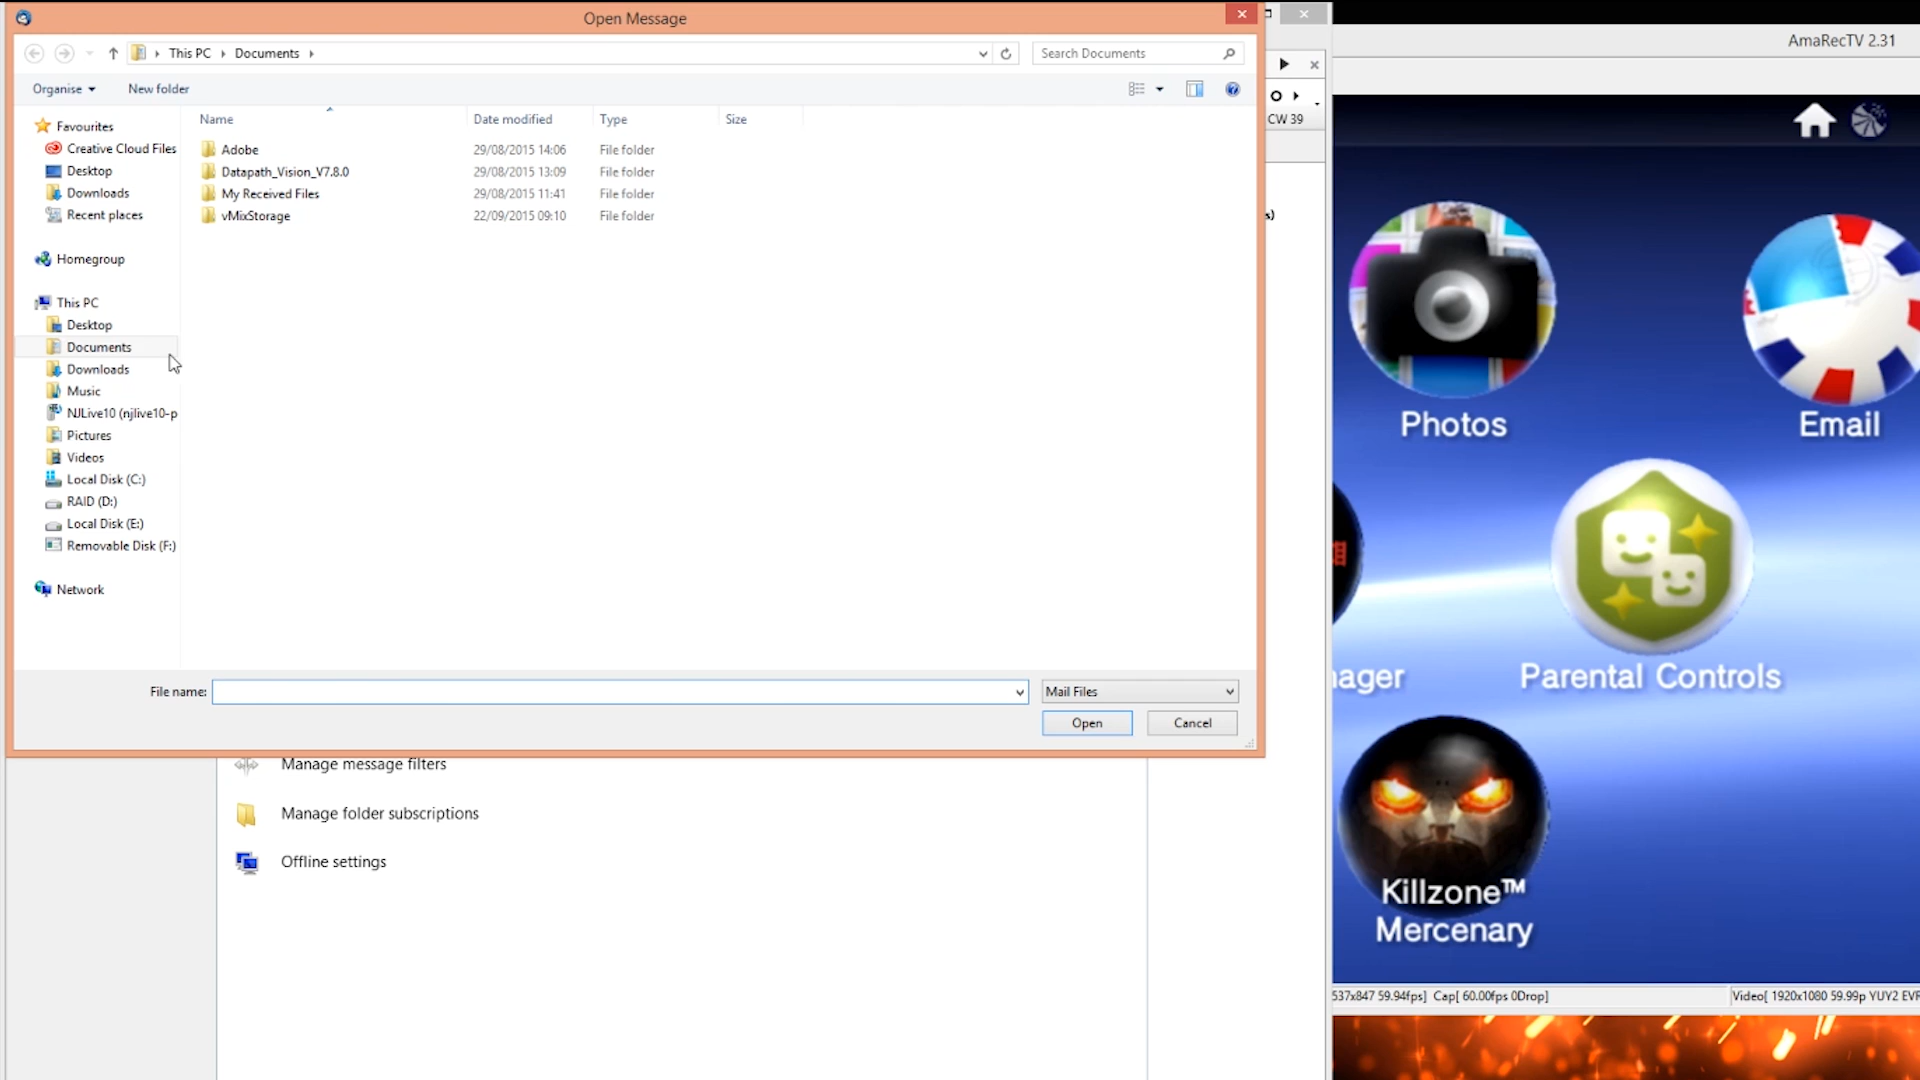 Open Message
This PC
Documents
Search Documents
Organise
New folder
Name
Date modified
Type
Size
Adobe
29/08/2015 14:06
File folder
Datapath_Vision_V7.8.0
29/08/2015 13:09
File folder
My Received Files
29/08/2015 11:41
File folder
vMixStorage
22/09/2015 09:10
File folder
Favourites
Creative Cloud Files
Desktop
Downloads
Recent places
Homegroup
This PC
Desktop
Documents
Downloads
Music
NJLive10 (njlive10-p
Pictures
Videos
Local Disk (C:)
RAID (D:)
Local Disk (E:)
Removable Disk (F:)
Network
File name:
Mail Files
Open
Cancel
Manage message filters
Manage folder subscriptions
Offline settings
CW 39
s)
AmaRecTV 2.31
Photos
Email
nager
Parental Controls
Killzone™
Mercenary
537x847 59.94fps] Cap[ 60.00fps 0Drop]
Video[ 1920x1080 59.99p YUY2 EVR